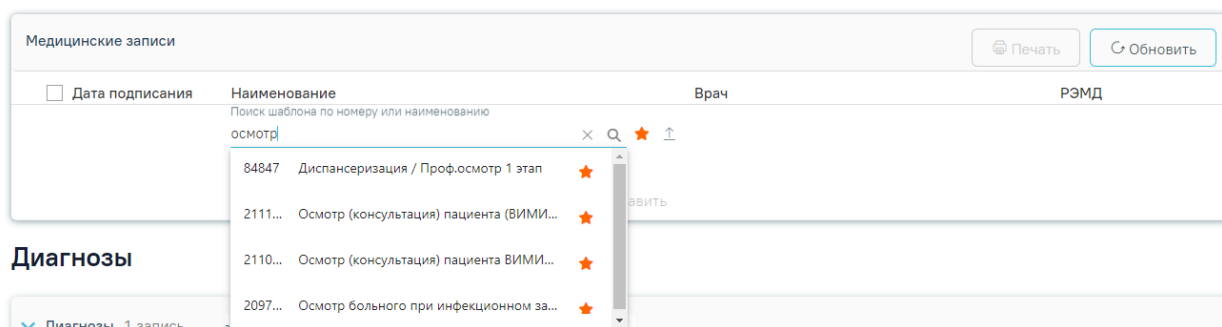 Медицинские записи
Печать
Обновить
Дата подписания Наименование Врач РЭМД
Поиск шаблона по номеру или наименованию
осмотр
84847 Диспансеризация / Проф.осмотр 1 этап
2111... Осмотр (консультация) пациента (ВИМИ...
авить
2110... Осмотр (консультация) пациента ВИМИ...
Диагнозы
2097... Осмотр больного при инфекционном за...
Диагнозы 1 запись